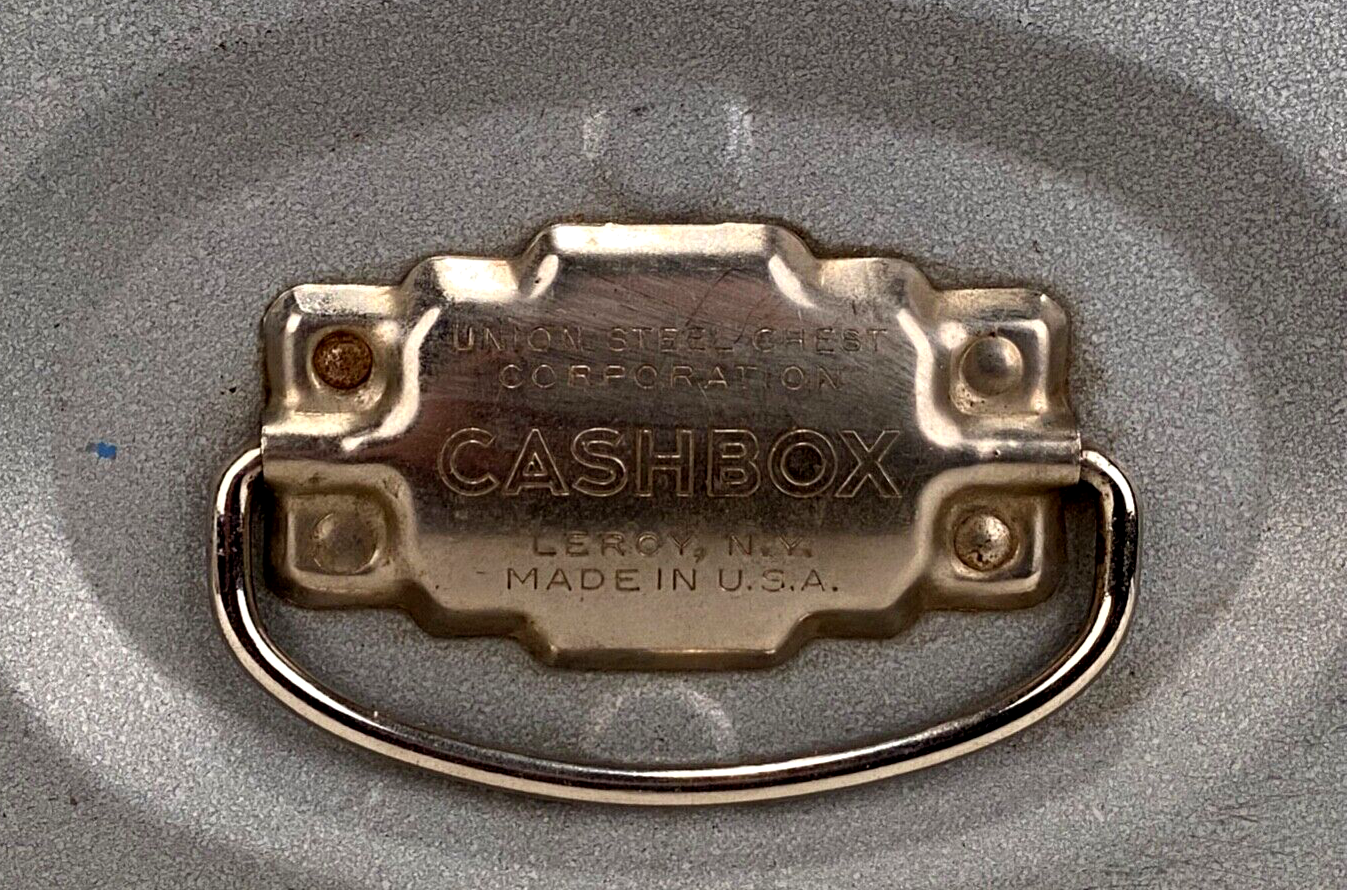 UNION STEEL CHEST
CORPORATION
CASHBOX
LEROY, N.Y.
MADE IN U.S.A.